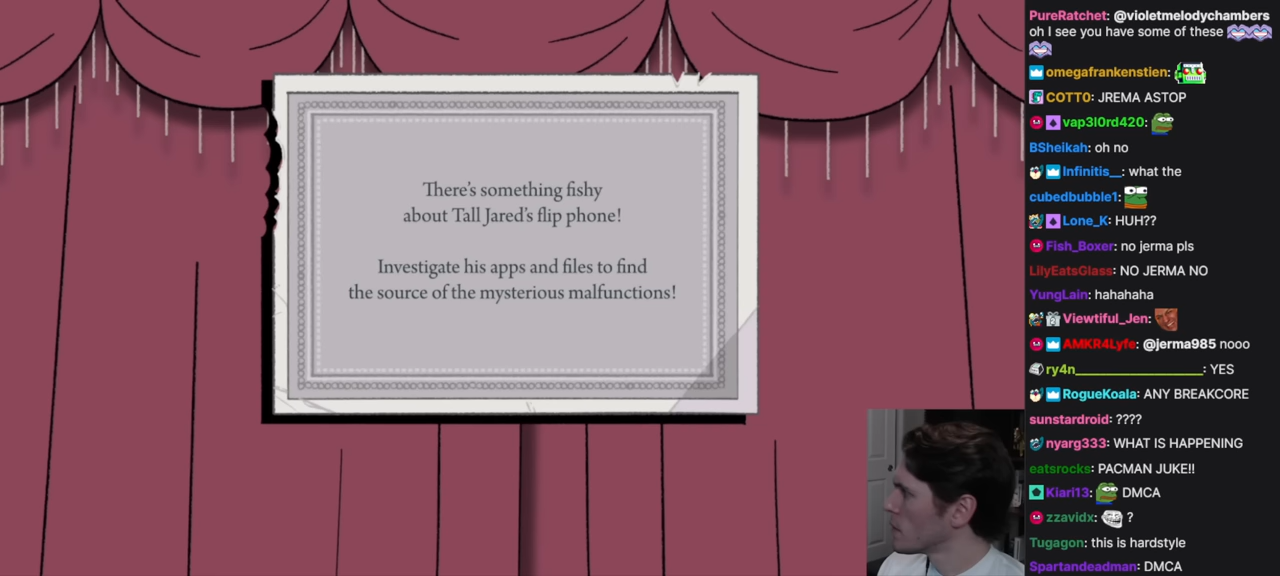 There's something fishy
about Tall Jared's flip phone!
Investigate his apps and files to find
the source of the mysterious malfunctions!
PureRatchet: @violetmelodychambers
oh I see you have some of these
omegafrankenstien:
COTT0: JREMA ASTOP
vap3l0rd420:
BSheikah: oh no
Infinitis__: what the
cubedbubble1:
Lone_K: HUH??
Fish_Boxer: no jerma pls
LilyEatsGlass: NO JERMA NO
YungLain: hahahaha
Viewtiful_Jen:
AMKR4Lyfe: @jerma985 nooo
ry4n____________________: YES
RogueKoala: ANY BREAKCORE
sunstardroid: ????
nyarg333: WHAT IS HAPPENING
eatsrocks: PACMAN JUKE!!
Kiari13: DMCA
zzavidx: ?
Tugagon: this is hardstyle
Spartandeadman: DMCA